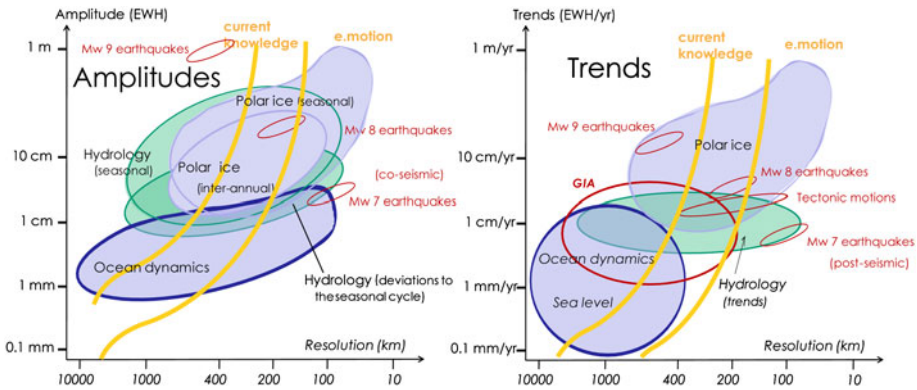 Amplitude (EWH)
current
knowledge
e.motion
1 m
Mw 9 earthquakes
Amplitudes
Polar ice (seasonal)
Mw 8 earthquakes
10 cm
Hydrology
(seasonal)
Polar ice
(inter-annual)
(co-seismic)
Mw 7 earthquakes
1 cm
Ocean dynamics
Hydrology (deviations to
the seasonal cycle)
1 mm
0.1 mm
Resolution (km)
10000
1000
400
200
100
10
Trends (EWH/yr)
current
knowledge
e.motion
1 m/yr
Trends
Mw 9 earthquakes
Polar ice
10 cm/yr
GIA
Mw 8 earthquakes
Tectonic motions
1cm/yr
Mw 7 earthquakes
(post-seismic)
Ocean dynamics
Hydrology
(trends)
1 mm/yr
Sea level
0.1 mm/yr
Resolution (km)
10000
1000
400
200
100
10